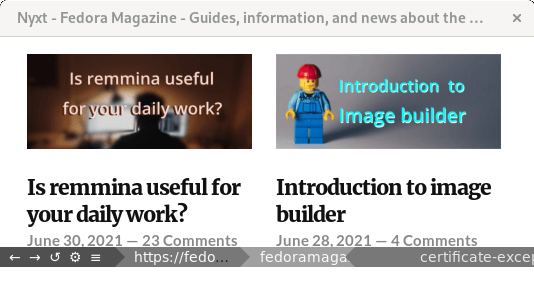 Nyxt - Fedora Magazine - Guides, information, and news about the ...
Is remmina useful
for your daily work?
Introduction to
Image builder
Is remmina useful for
your daily work?
Introduction to image
builder
June 30, 2021 — 23 Comments
June 28, 2021 — 4 Comments
https://fedo...
fedoramaga
certificate-excep